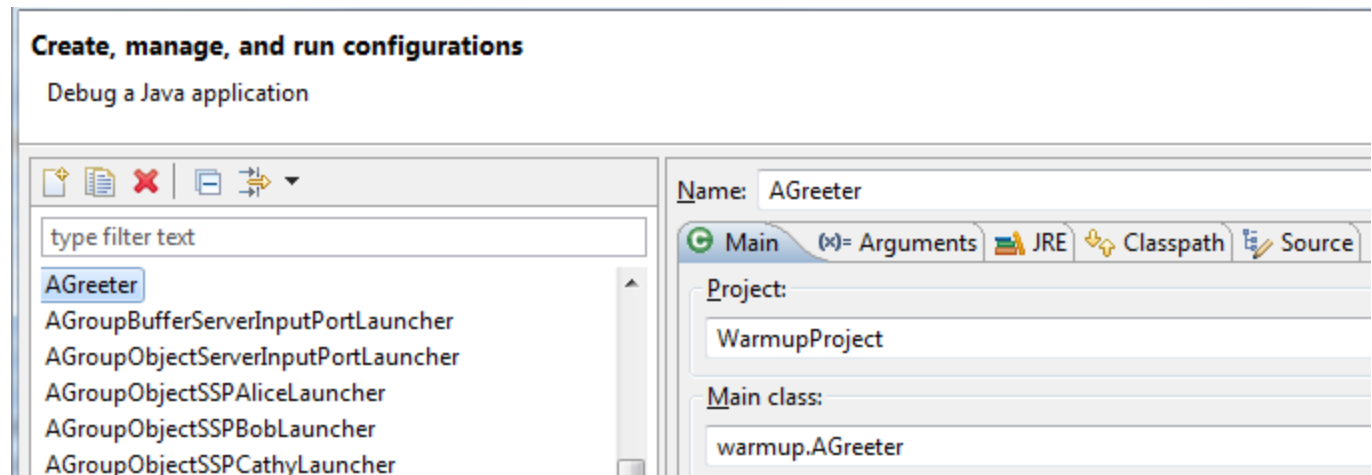 Create, manage, and run configurations
Debug a Java application
type filter text
AGreeter
AGroupBufferServerInputPortLauncher
AGroupObjectServerInputPortLauncher
AGroupObjectSSPAliceLauncher
AGroupObjectSSPBobLauncher
AGroupObjectSSPCathyLauncher
Name: AGreeter
Main (x)= Arguments JRE Classpath Source
Project:
WarmupProject
Main class:
warmup.AGreeter